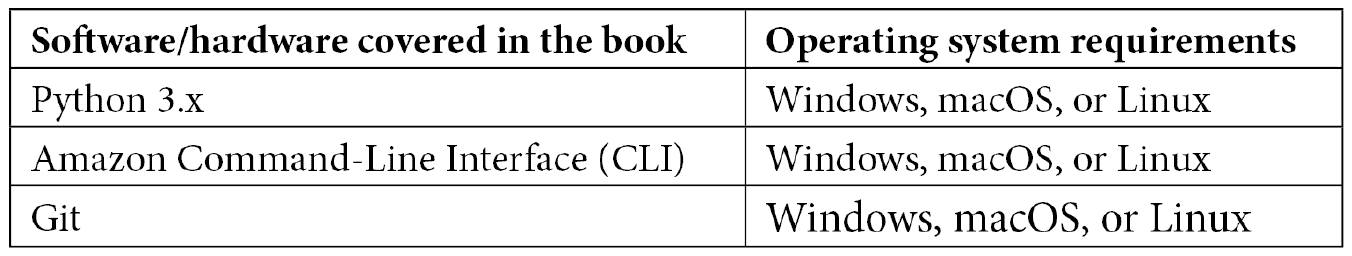 Software/hardware covered in the book Operating system requirements
Python 3.x Windows, macOS, or Linux
Amazon Command-Line Interface (CLI) Windows, macOS, or Linux
Git Windows, macOS, or Linux